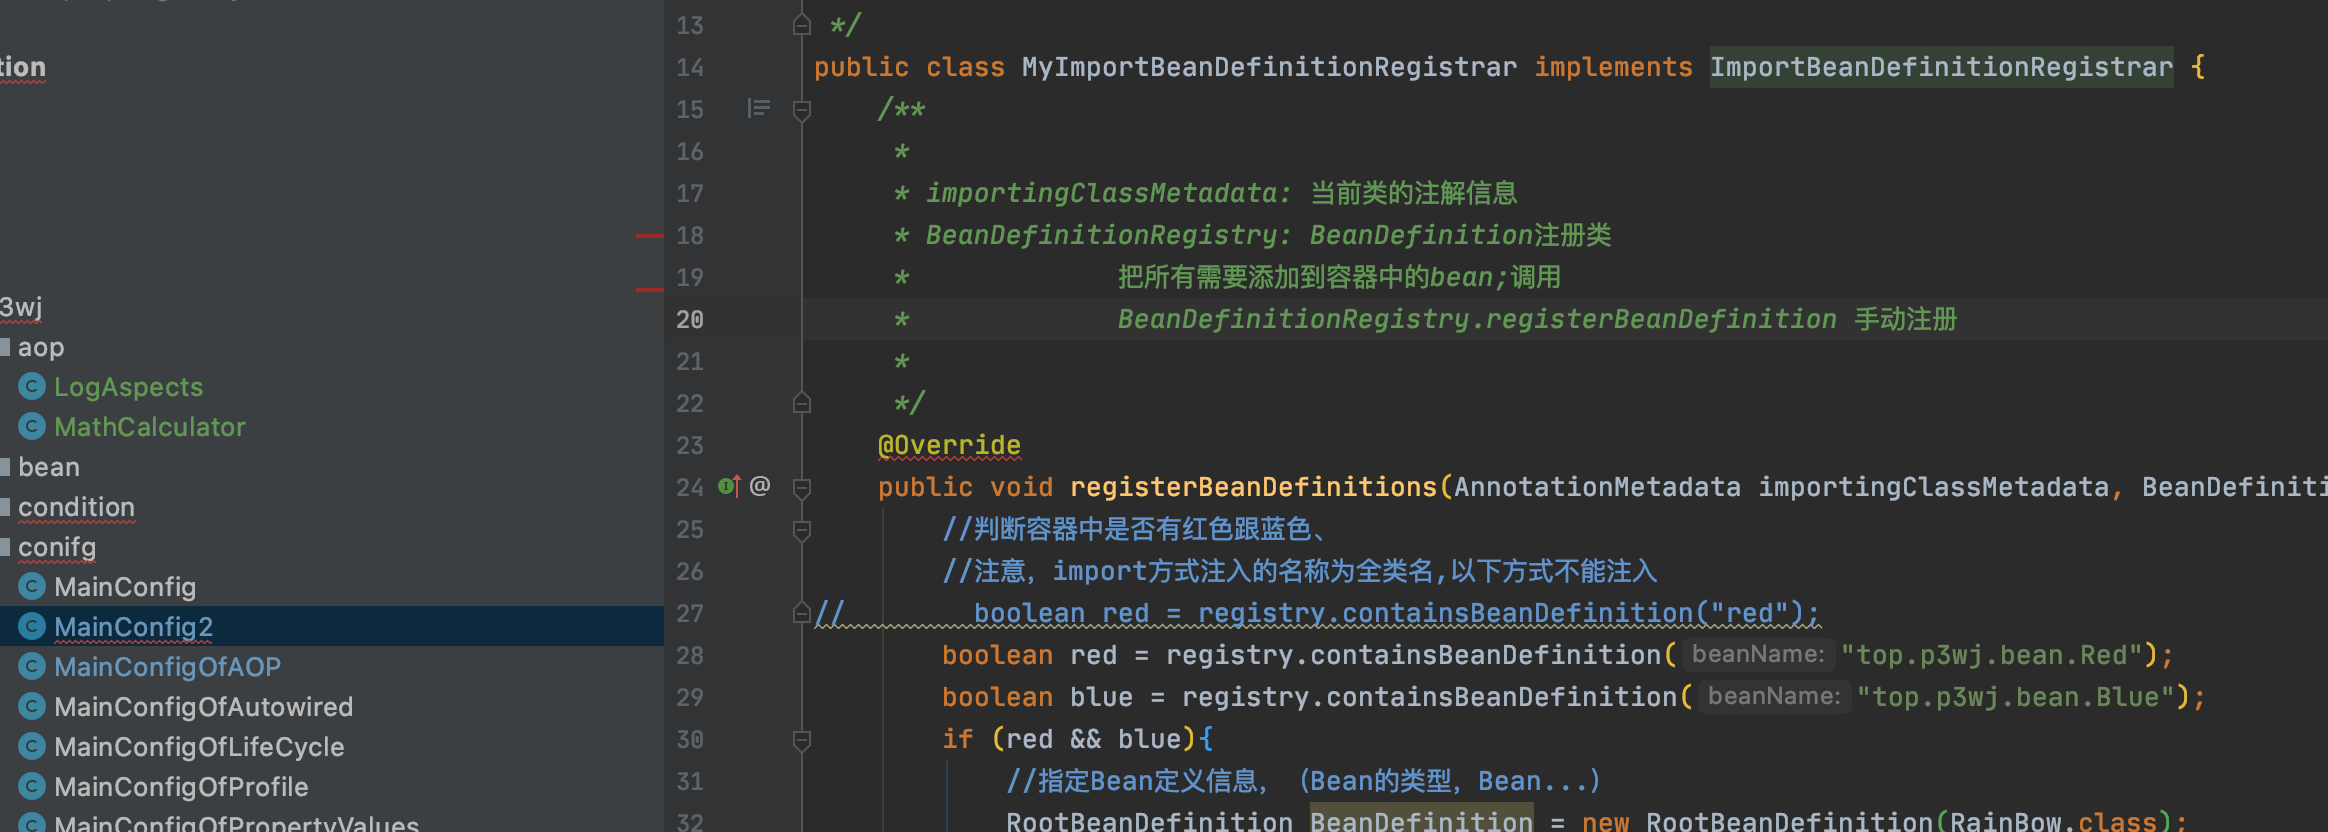 tion
3wj
aop
LogAspects
MathCalculator
bean
condition
conifg
MainConfig
MainConfig2
MainConfigOfAOP
MainConfigOfAutowired
MainConfigOfLifeCycle
MainConfigOfProfile
MainConfigOfPropertyValues
13 */
14 public class MyImportBeanDefinitionRegistrar implements ImportBeanDefinitionRegistrar {
15 /**
16 *
17 * importingClassMetadata: 当前类的注解信息
18 * BeanDefinitionRegistry: BeanDefinition注册类
19 * 把所有需要添加到容器中的bean;调用
20 * BeanDefinitionRegistry.registerBeanDefinition 手动注册
21 *
22 */
23 @Override
24 @ public void registerBeanDefinitions(AnnotationMetadata importingClassMetadata, BeanDefiniti
25 //判断容器中是否有红色跟蓝色、
26 //注意，import方式注入的名称为全类名,以下方式不能注入
27 // boolean red = registry.containsBeanDefinition("red");
28 boolean red = registry.containsBeanDefinition( beanName: "top.p3wj.bean.Red");
29 boolean blue = registry.containsBeanDefinition( beanName: "top.p3wj.bean.Blue");
30 if (red && blue){
31 //指定Bean定义信息，（Bean的类型，Bean...）
32 RootBeanDefinition BeanDefinition = new RootBeanDefinition(RainBow.class);